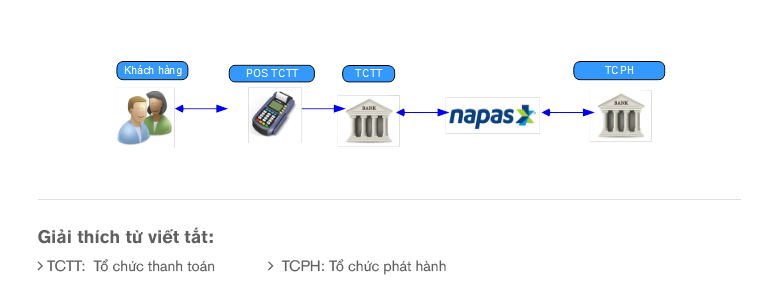 Khách hàng
POS TCTT
TCTT
TCPH
BANK
napas
BANK
Giải thích từ viết tắt:
TCTT: Tổ chức thanh toán
TCPH: Tổ chức phát hành